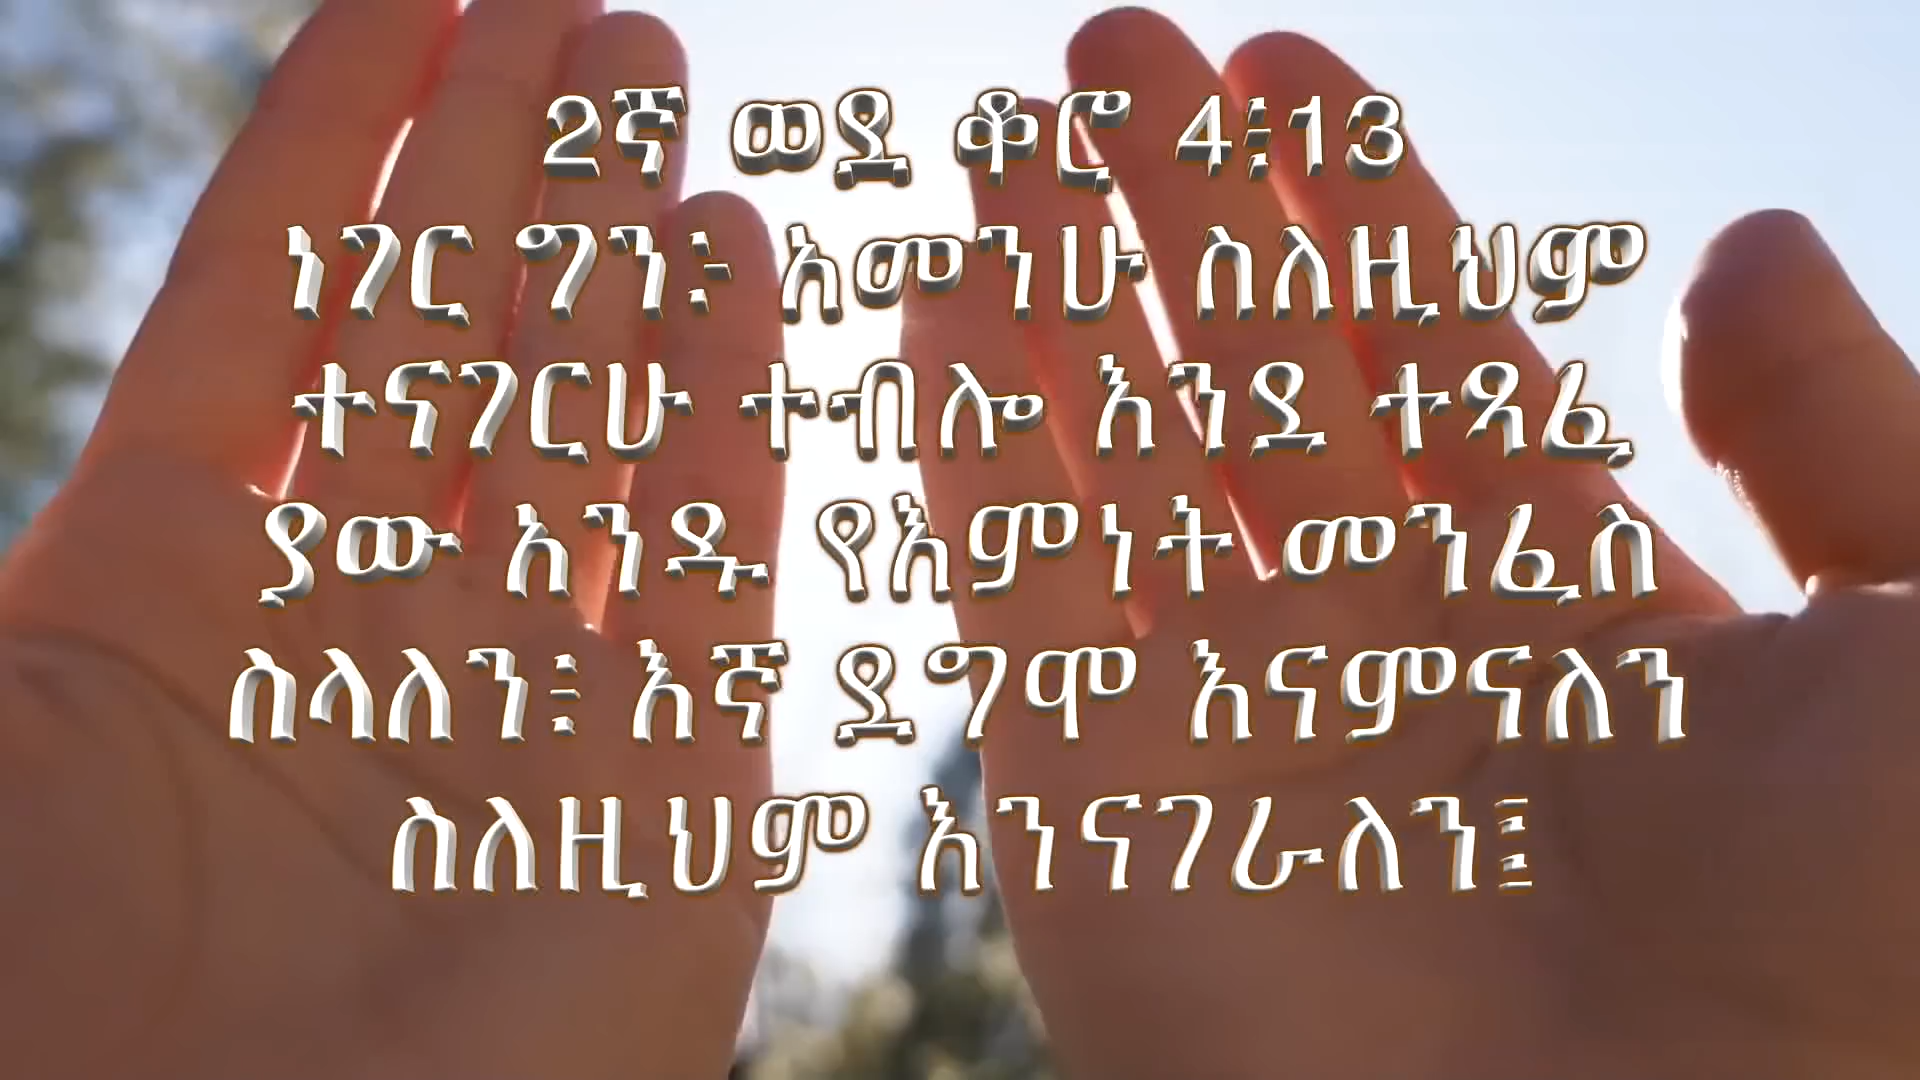 2ኛ ወደ ቆሮ 4፤13
ነገር ግን፦ አመንሁ ስለዚህም
ተናገርሁ ተብሎ እንደ ተጻፈ
ያው አንዱ የእምነት መንፈስ
ስላለን፥ እኛ ደግሞ እናምናለን
ስለዚህም እንናገራለን፤